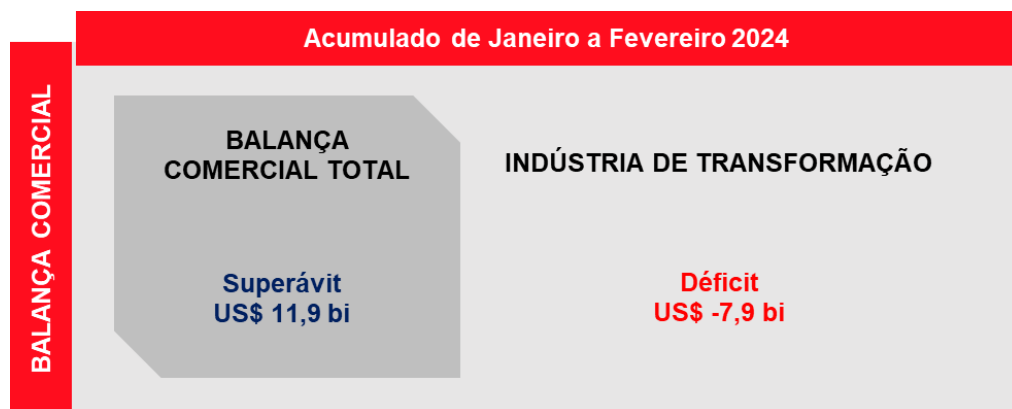 Acumulado de Janeiro a Fevereiro 2024
BALANÇA COMERCIAL
BALANÇA
COMERCIAL TOTAL
Superávit
US$ 11,9 bi
INDÚSTRIA DE TRANSFORMAÇÃO
Déficit
US$ -7,9 bi